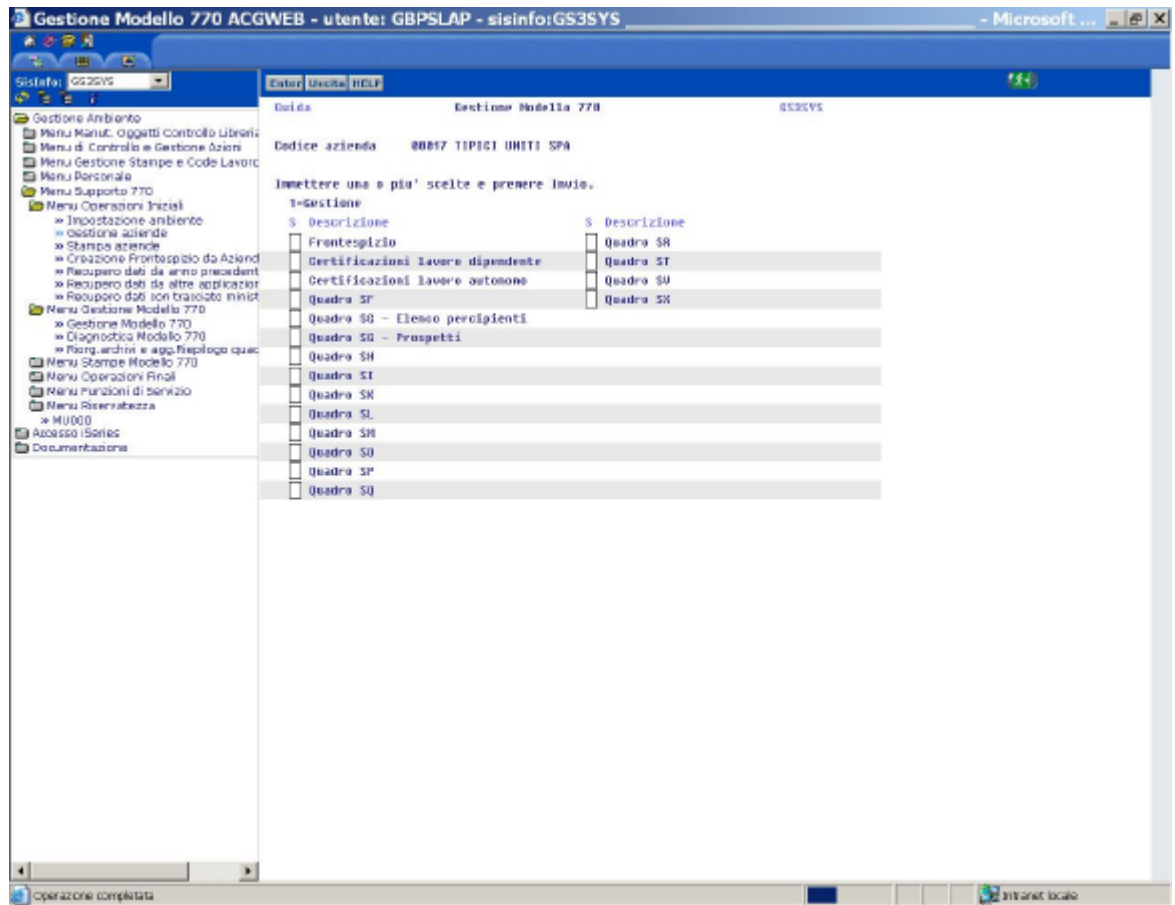 Gestione Modello 770 ACGWEB - utente: GBPSLAP - sisinfo:GS3SYS - Microsoft ...
Sisinfo: GS3SYS
Enter Uscita HELP
Guida Gestione Modello 770 GS3SYS
Codice azienda 00017 TIPICI UNITI SPA
Immettere una o piu' scelte e premere Invio.
1=Gestione
S Descrizione S Descrizione
Frontespizio Quadro SR
Certificazioni lavoro dipendente Quadro ST
Certificazioni lavoro autonomo Quadro SV
Quadro SF Quadro SX
Quadro SG - Elenco percipienti
Quadro SG - Prospetti
Quadro SH
Quadro SI
Quadro SK
Quadro SL
Quadro SM
Quadro SO
Quadro SP
Quadro SQ
Gestione Ambiente
Menu Manut. Oggetti Controllo Libreria
Menu di Controllo e Gestione Azioni
Menu Gestione Stampe e Code Lavoro
Menu Personale
Menu Supporto 770
Menu Operazioni Iniziali
» Impostazione ambiente
» Gestione aziende
» Stampa aziende
» Creazione Frontespizio da Aziend
» Recupero dati da anno precedent
» Recupero dati da altre applicazior
» Recupero dati con tracciato minist
Menu Gestione Modello 770
» Gestione Modello 770
» Diagnostica Modello 770
» Riorg.archivi e agg.Riepilogo quac
Menu Stampe Modello 770
Menu Operazioni Finali
Menu Funzioni di Servizio
Menu Riservatezza
» MU000
Accesso iSeries
Documentazione
Operazione completata
Intranet locale